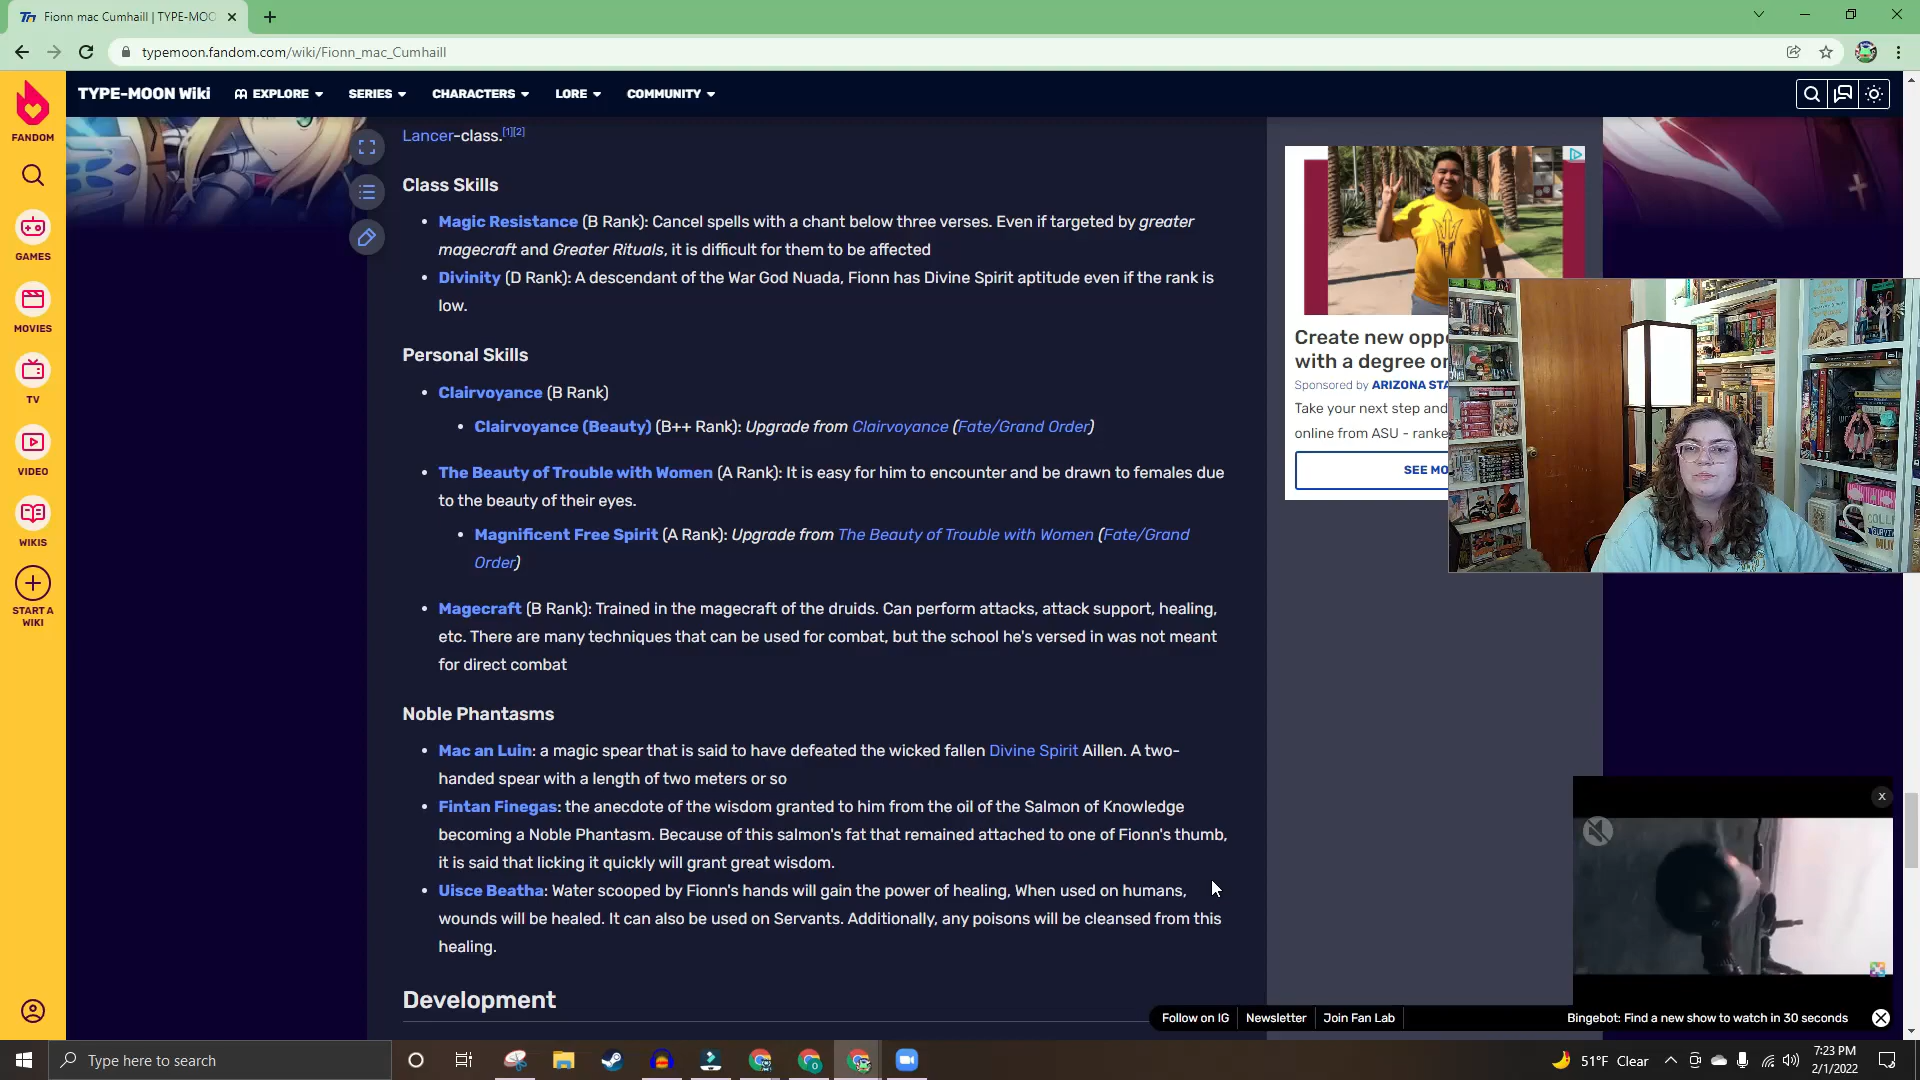 Fionn mac Cumhaill | TYPE-MOO
typemoon.fandom.com/wiki/Fionn_mac_Cumhaill
TYPE-MOON Wiki
EXPLORE
SERIES
CHARACTERS
LORE
COMMUNITY
FANDOM
GAMES
MOVIES
TV
VIDEO
WIKIS
START A
WIKI
Lancer-class.[1][2]
Class Skills
• Magic Resistance (B Rank): Cancel spells with a chant below three verses. Even if targeted by greater
magecraft and Greater Rituals, it is difficult for them to be affected
• Divinity (D Rank): A descendant of the War God Nuada, Fionn has Divine Spirit aptitude even if the rank is
low.
Personal Skills
• Clairvoyance (B Rank)
• Clairvoyance (Beauty) (B++ Rank): Upgrade from Clairvoyance (Fate/Grand Order)
• The Beauty of Trouble with Women (A Rank): It is easy for him to encounter and be drawn to females due
to the beauty of their eyes.
• Magnificent Free Spirit (A Rank): Upgrade from The Beauty of Trouble with Women (Fate/Grand
Order)
• Magecraft (B Rank): Trained in the magecraft of the druids. Can perform attacks, attack support, healing,
etc. There are many techniques that can be used for combat, but the school he's versed in was not meant
for direct combat
Noble Phantasms
• Mac an Luin: a magic spear that is said to have defeated the wicked fallen Divine Spirit Aillen. A two-
handed spear with a length of two meters or so
• Fintan Finegas: the anecdote of the wisdom granted to him from the oil of the Salmon of Knowledge
becoming a Noble Phantasm. Because of this salmon's fat that remained attached to one of Fionn's thumb,
it is said that licking it quickly will grant great wisdom.
• Uisce Beatha: Water scooped by Fionn's hands will gain the power of healing, When used on humans,
wounds will be healed. It can also be used on Servants. Additionally, any poisons will be cleansed from this
healing.
Development
Create new opp
with a degree o
Sponsored by ARIZONA STA
Take your next step and
online from ASU - ranke
SEE MO
x
Follow on IG
Newsletter
Join Fan Lab
Bingebot: Find a new show to watch in 30 seconds
Type here to search
51°F Clear
7:23 PM
2/1/2022